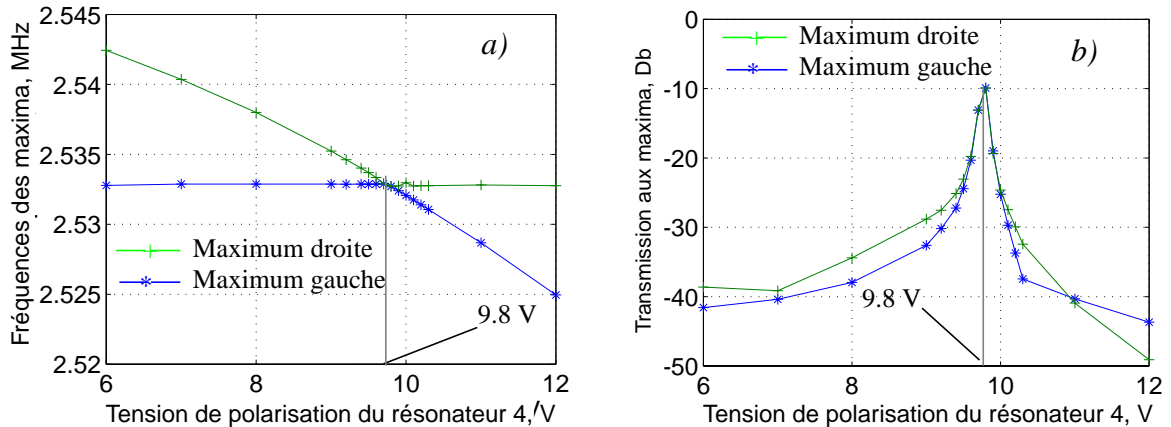 2.545
2.54
2.535
2.53
2.525
2.52
6
8
10
12
Fréquences des maxima, MHz
Tension de polarisation du résonateur 4, V
a)
Maximum droite
Maximum gauche
9.8 V
0
-10
-20
-30
-40
-50
6
8
10
12
Transmission aux maxima, Db
Tension de polarisation du résonateur 4, V
b)
Maximum droite
Maximum gauche
9.8 V